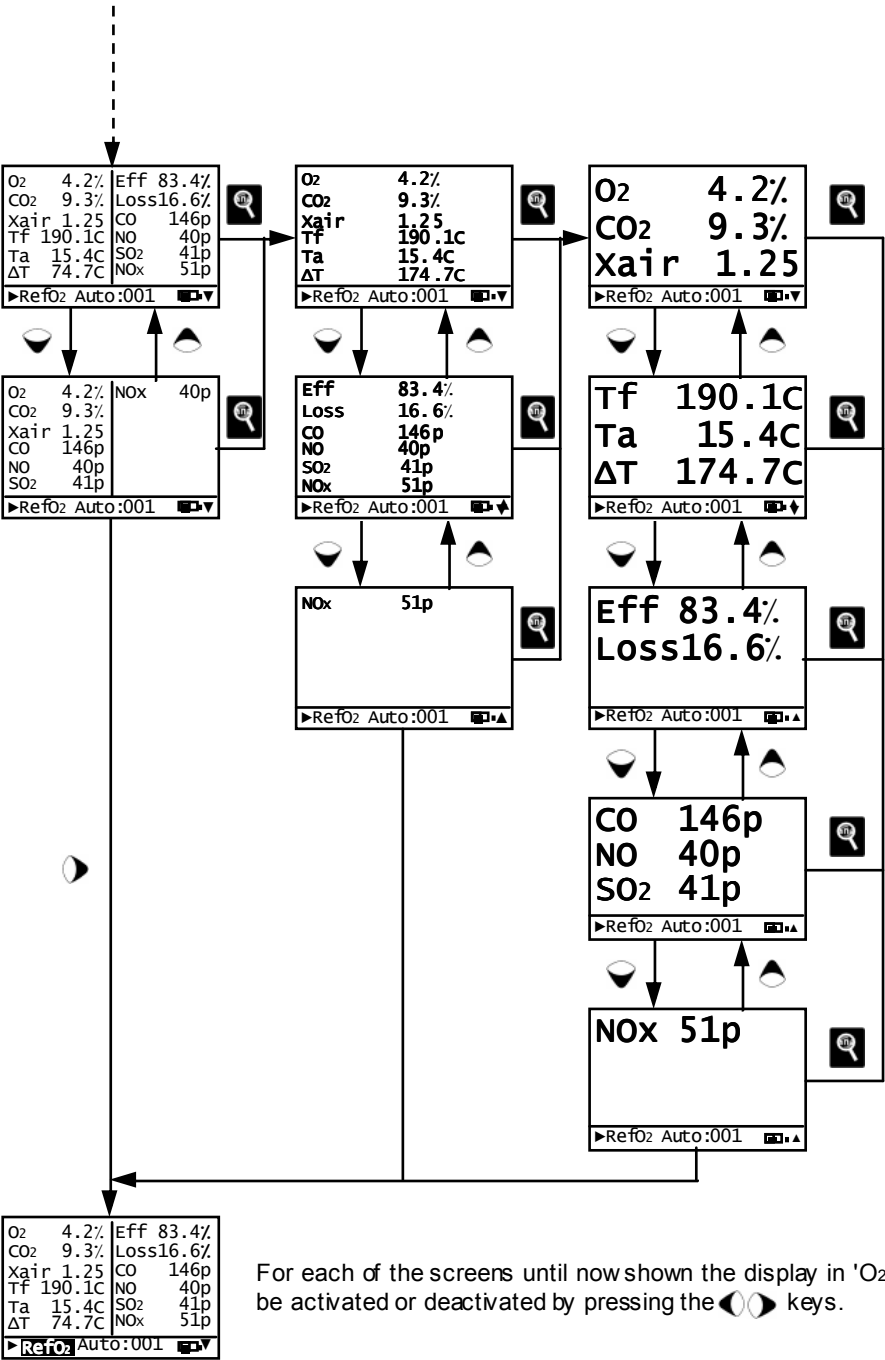 O2 4.2% Eff 83.4%
CO2 9.3% Loss16.6%
Xair 1.25 CO 146p
Tf 190.1C NO 40p
Ta 15.4C SO2 41p
ΔT 74.7C NOx 51p
►RefO2 Auto:001 ▼
O2 4.2%
CO2 9.3%
Xair 1.25
Tf 190.1C
Ta 15.4C
ΔT 174.7C
►RefO2 Auto:001 ▼
O2 4.2%
CO2 9.3%
Xair 1.25
►RefO2 Auto:001 ▼
O2 4.2% NOx 40p
CO2 9.3%
Xair 1.25
CO 146p
NO 40p
SO2 41p
►RefO2 Auto:001 ▼
Eff 83.4%
Loss 16.6%
CO 146p
NO 40p
SO2 41p
NOx 51p
►RefO2 Auto:001
Tf 190.1C
Ta 15.4C
ΔT 174.7C
►RefO2 Auto:001
NOx 51p
►RefO2 Auto:001 ▲
Eff 83.4%
Loss16.6%
►RefO2 Auto:001 ▲
CO 146p
NO 40p
SO2 41p
►RefO2 Auto:001 ▲
NOx 51p
►RefO2 Auto:001 ▲
O2 4.2% Eff 83.4%
CO2 9.3% Loss16.6%
Xair 1.25 CO 146p
Tf 190.1C NO 40p
Ta 15.4C SO2 41p
ΔT 74.7C NOx 51p
►RefO2 Auto:001 ▼
For each of the screens until now shown the display in 'O2
be activated or deactivated by pressing the keys.